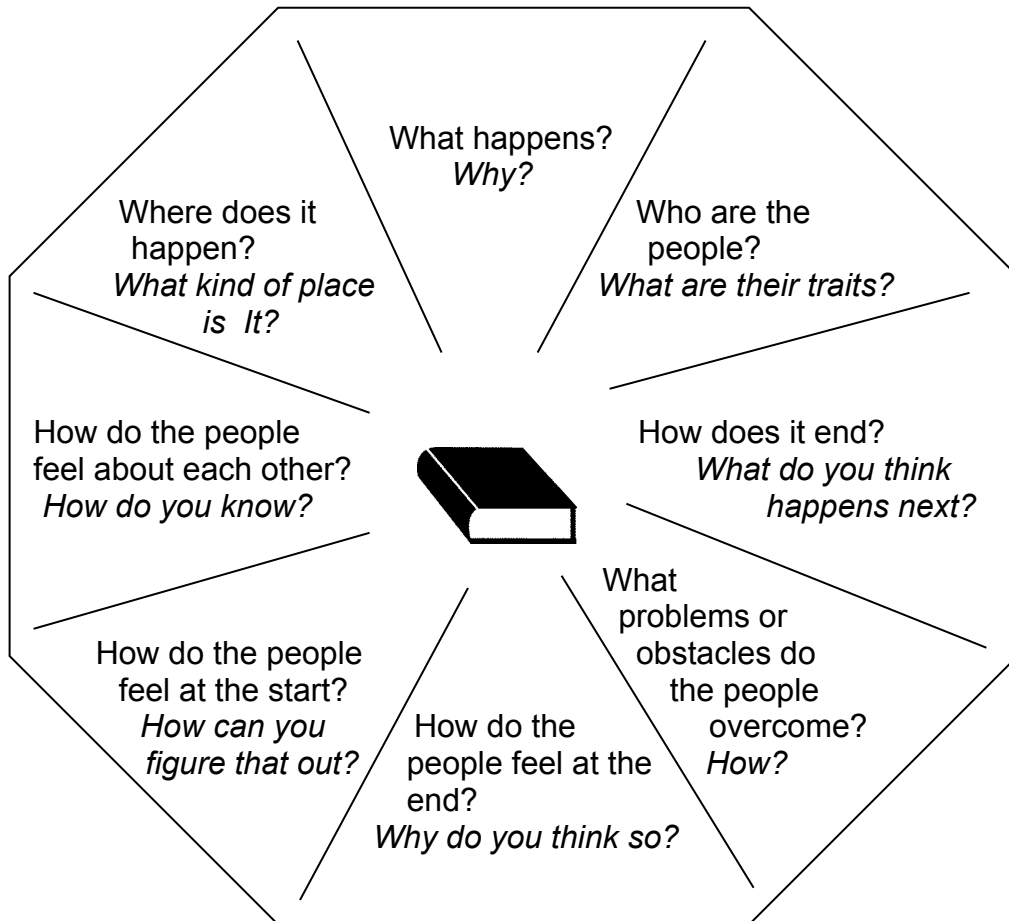 What happens?
Why?
Who are the
people?
What are their traits?
How does it end?
What do you think
happens next?
What
problems or
obstacles do
the people
overcome?
How?
How do the
people feel at the
end?
Why do you think so?
How do the people
feel at the start?
How can you
figure that out?
How do the people
feel about each other?
How do you know?
Where does it
happen?
What kind of place
is It?